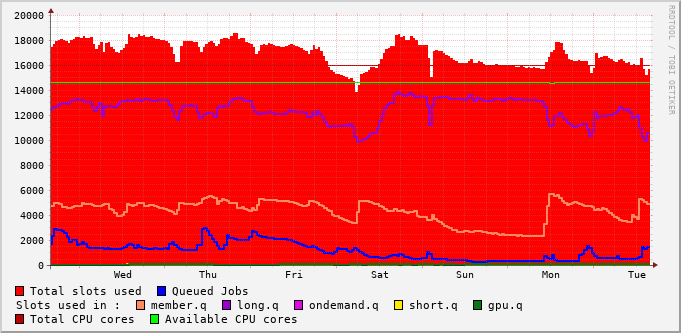 20000
18000
16000
14000
12000
10000
8000
6000
4000
2000
0
Wed Thu Fri Sat Sun Mon Tue
Total slots used Queued Jobs
Slots used in : member.q long.q ondemand.q short.q gpu.q
Total CPU cores Available CPU cores
RRDTOOL / TOBI OETIKER